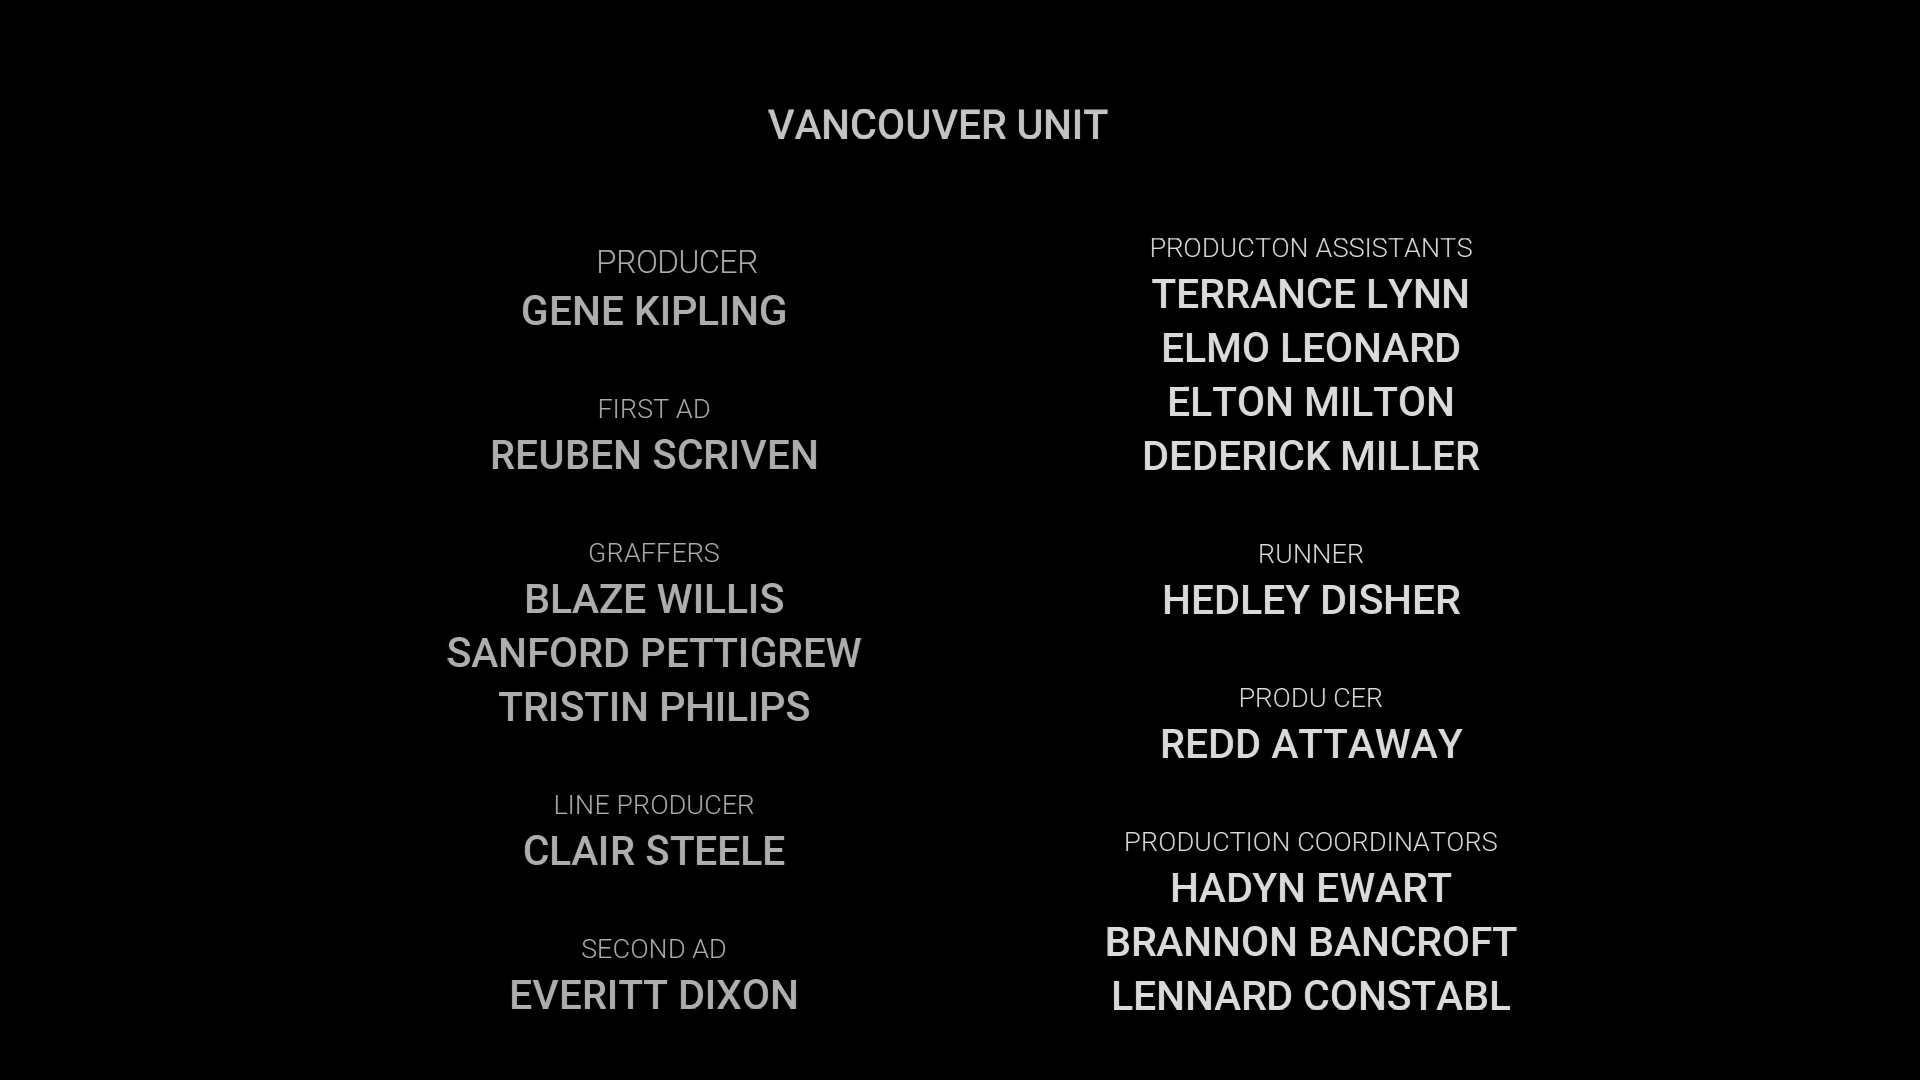 VANCOUVER UNIT
PRODUCER
GENE KIPLING
FIRST AD
REUBEN SCRIVEN
GRAFFERS
BLAZE WILLIS
SANFORD PETTIGREW
TRISTIN PHILIPS
LINE PRODUCER
CLAIR STEELE
SECOND AD
EVERITT DIXON
PRODUCTON ASSISTANTS
TERRANCE LYNN
ELMO LEONARD
ELTON MILTON
DEDERICK MILLER
RUNNER
HEDLEY DISHER
PRODU CER
REDD ATTAWAY
PRODUCTION COORDINATORS
HADYN EWART
BRANNON BANCROFT
LENNARD CONSTABL